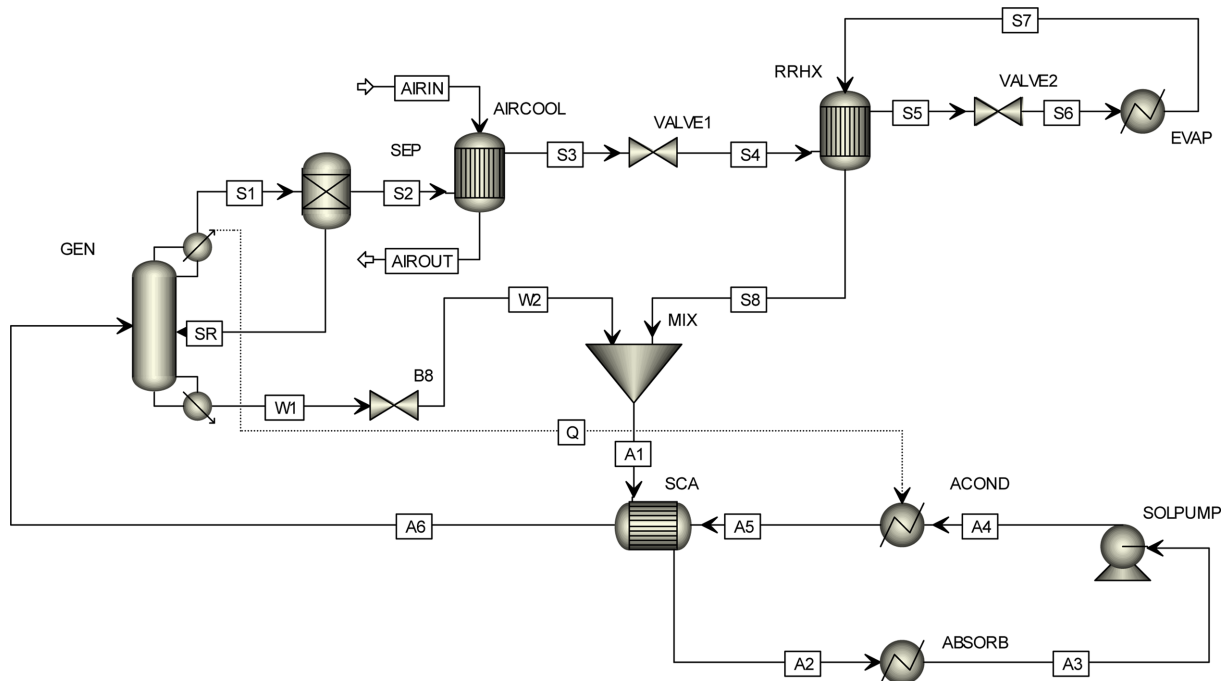 S7
RRHX
AIRIN
VALVE2
AIRCOOL
S5
S6
VALVE1
EVAP
SEP
S3
S4
S1
S2
GEN
AIROUT
W2
S8
MIX
SR
B8
W1
Q
A1
SCA
ACOND
SOLPUMP
A6
A5
A4
ABSORB
A2
A3